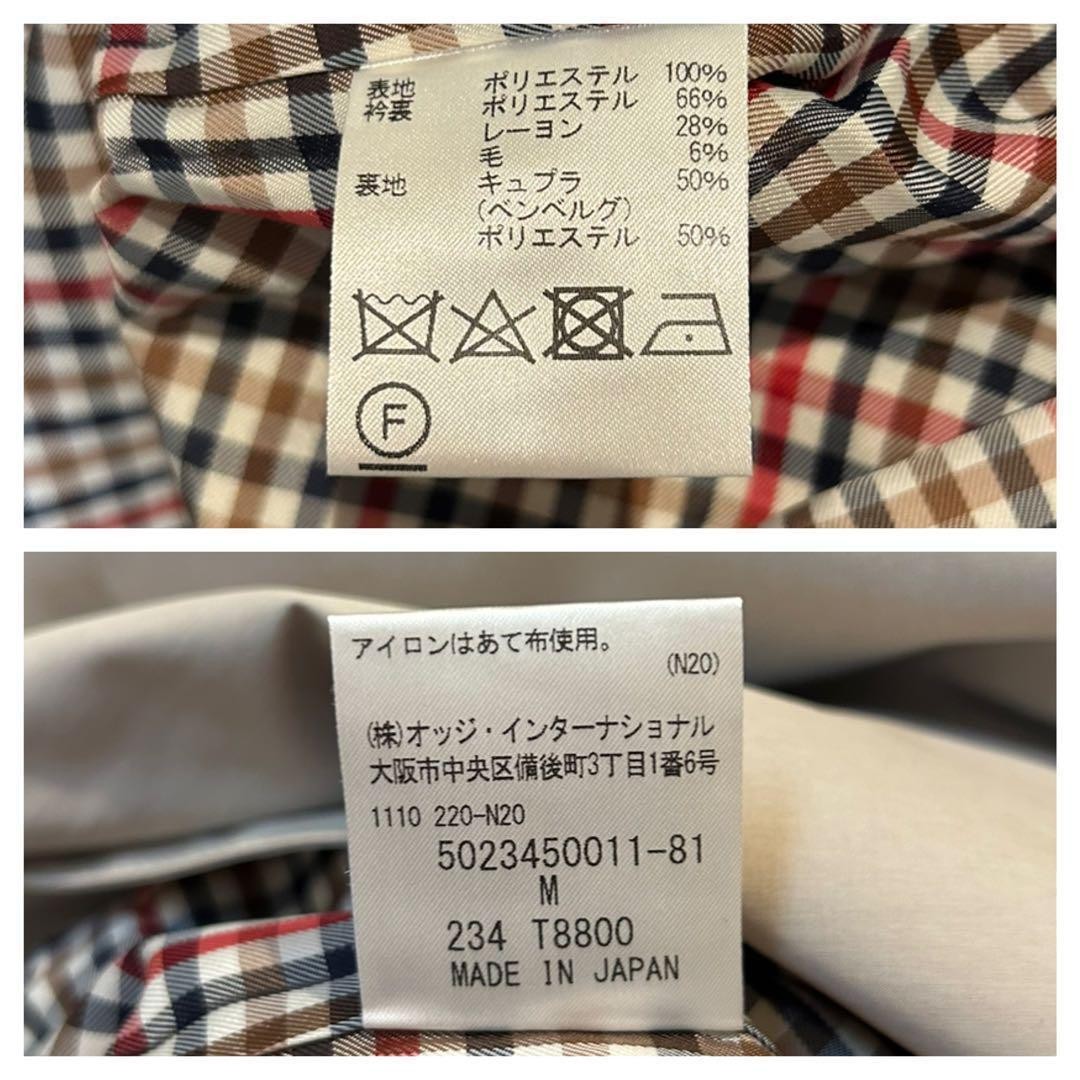 表地 ポリエステル 100%
衿裏 ポリエステル 66%
レーヨン 28%
毛 6%
裏地 キュプラ 50%
(ベンベルグ)
ポリエステル 50%
F
アイロンはあて布使用。
(N20)
(株)オッジ・インターナショナル
大阪市中央区備後町3丁目1番6号
1110 220-N20
5023450011-81
M
234 T8800
MADE IN JAPAN